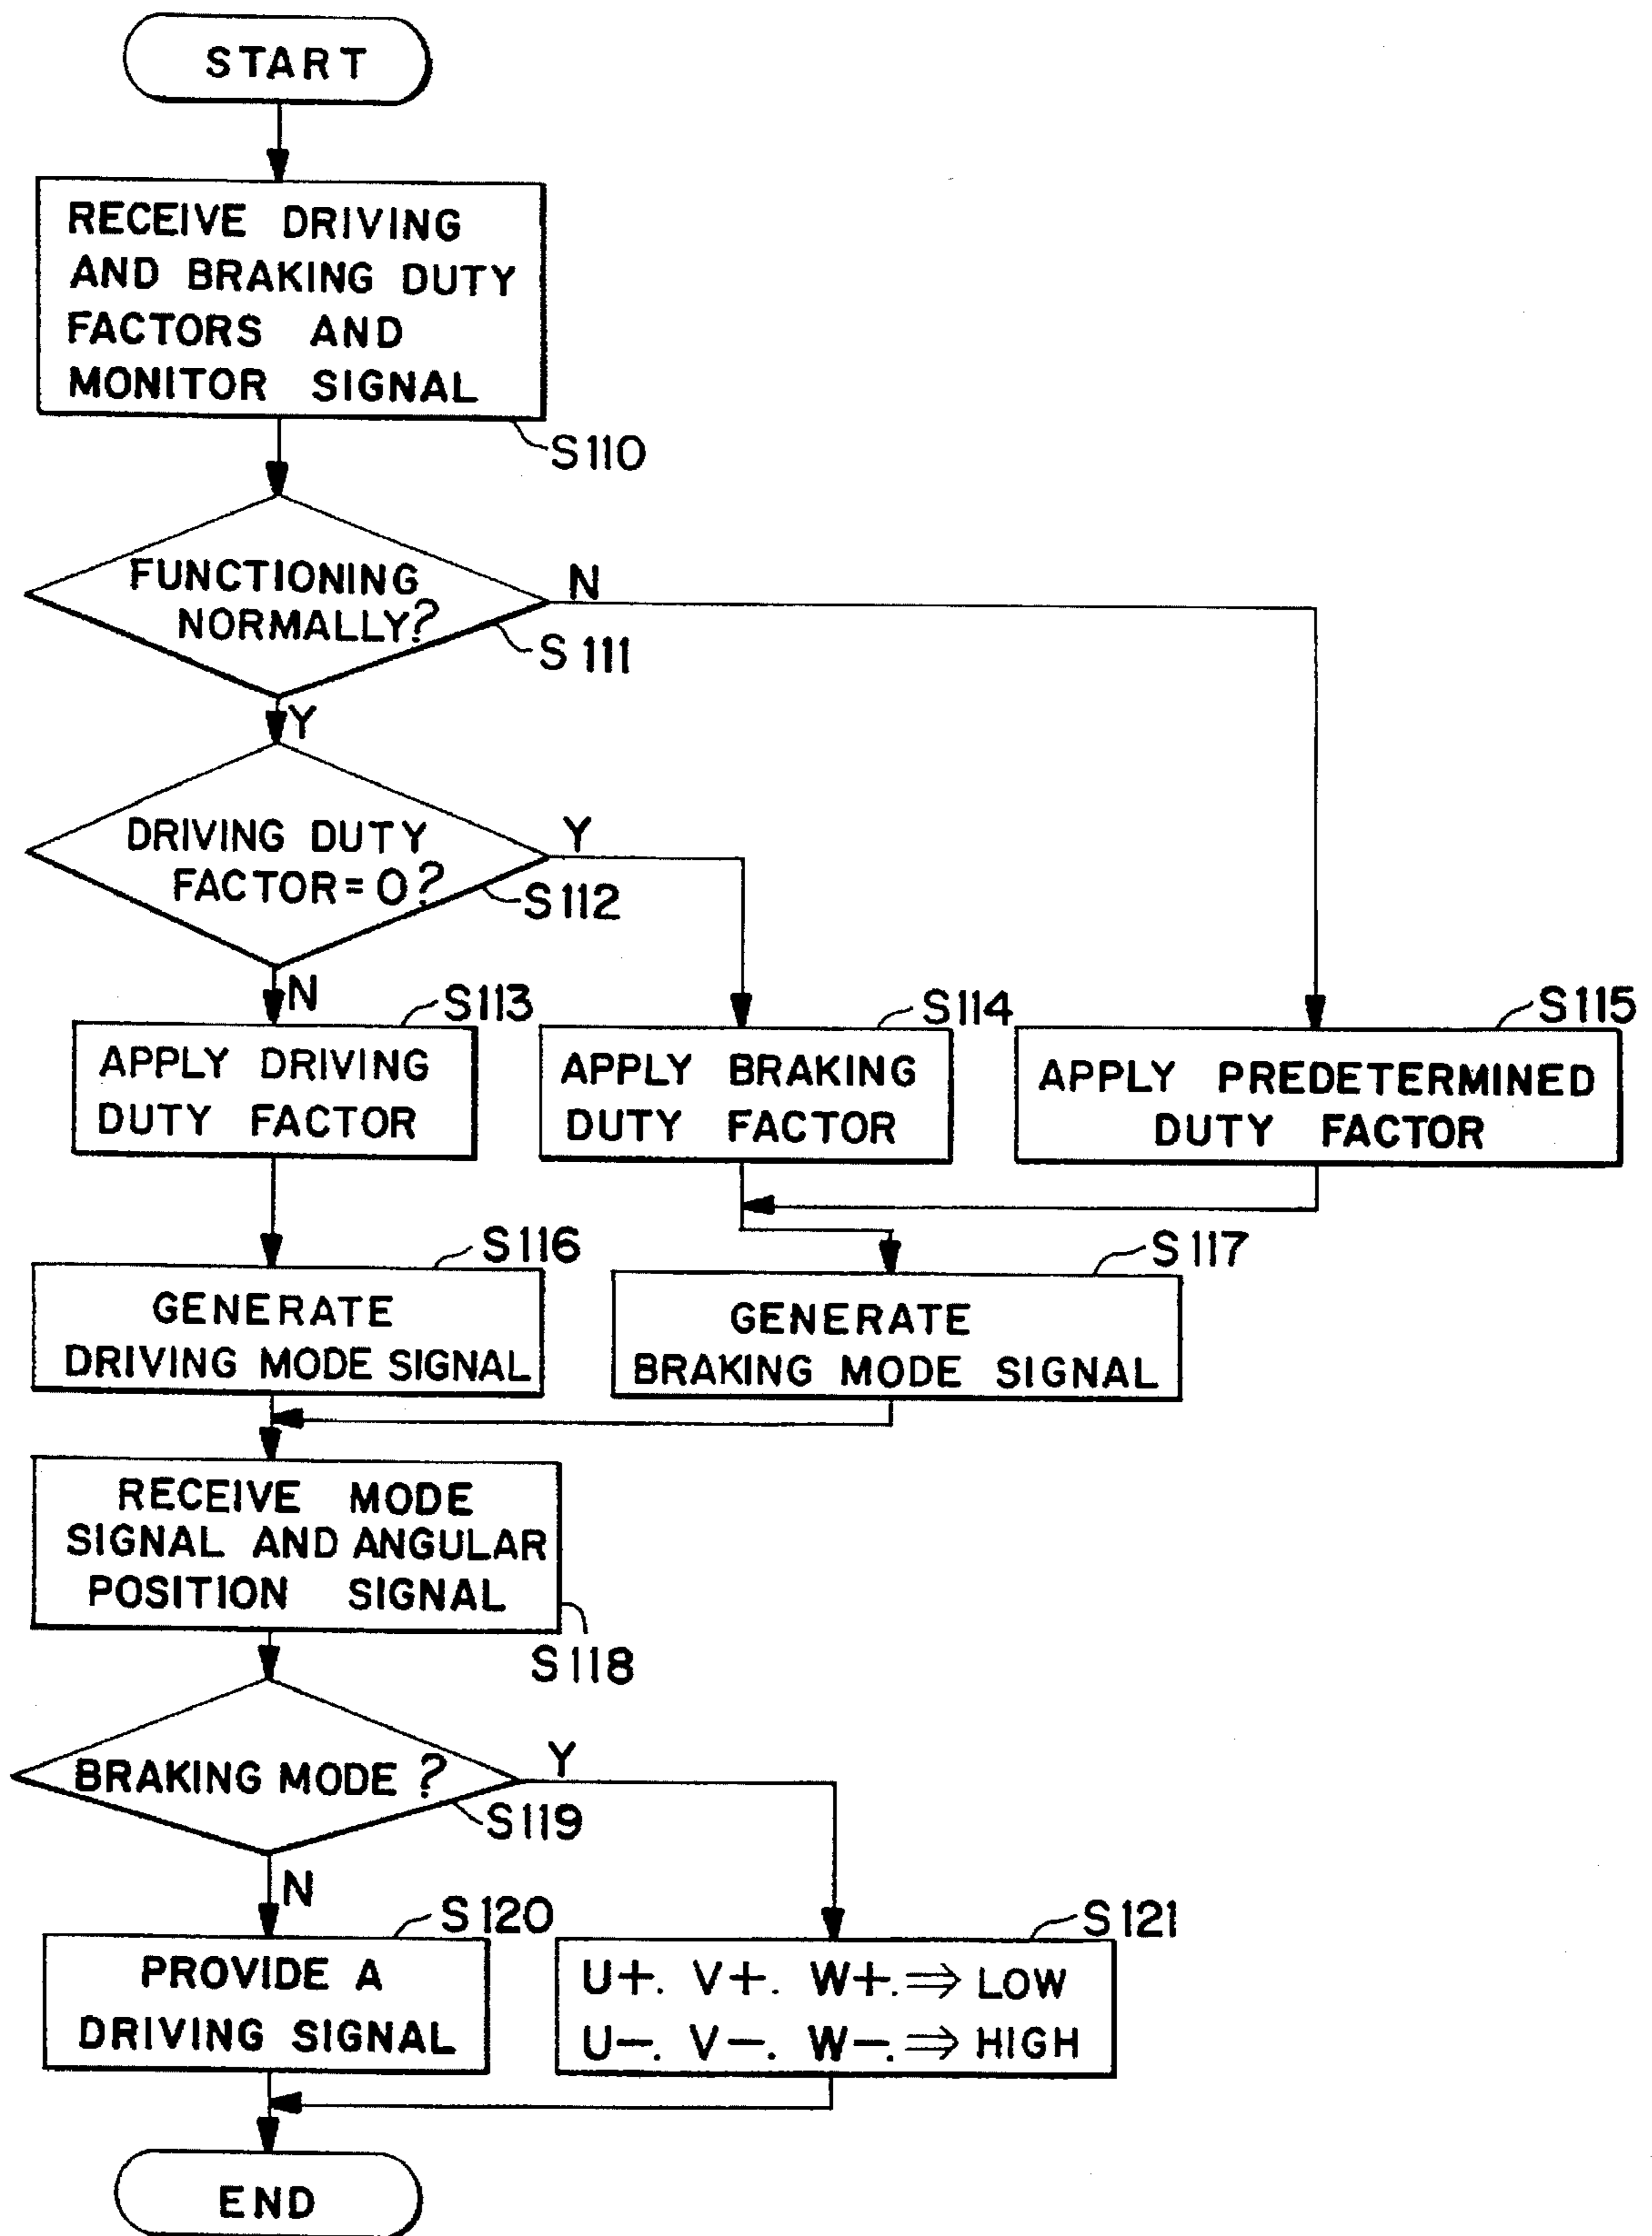 START
RECEIVE DRIVING
AND BRAKING DUTY
FACTORS AND
MONITOR SIGNAL
S110
FUNCTIONING
NORMALLY?
N
S111
Y
DRIVING DUTY
FACTOR=0?
Y
S112
N
S113
APPLY DRIVING
DUTY FACTOR
S114
APPLY BRAKING
DUTY FACTOR
S115
APPLY PREDETERMINED
DUTY FACTOR
S116
GENERATE
DRIVING MODE SIGNAL
S117
GENERATE
BRAKING MODE SIGNAL
RECEIVE MODE
SIGNAL AND ANGULAR
POSITION SIGNAL
S118
BRAKING MODE ?
Y
S119
N
S120
PROVIDE A
DRIVING SIGNAL
S121
U+. V+. W+.⇒ LOW
U−. V−. W−.⇒ HIGH
END